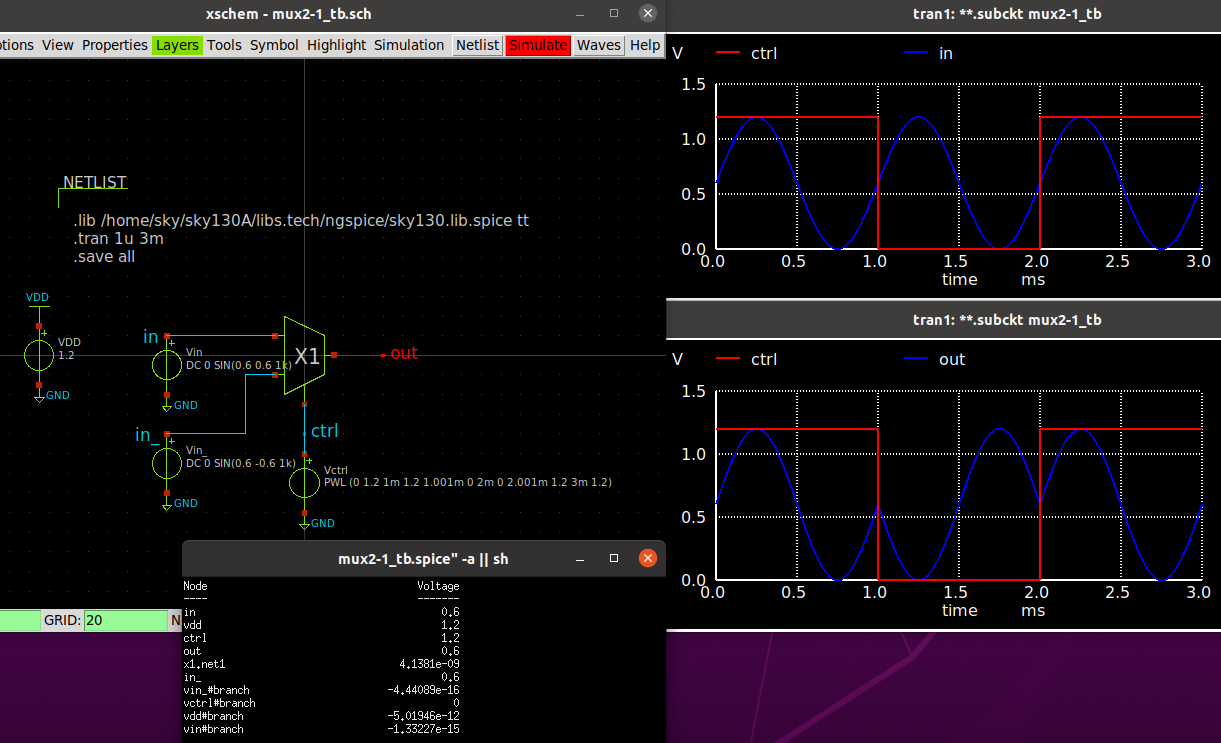 xschem - mux2-1_tb.sch
ptions View Properties Layers Tools Symbol Highlight Simulation Netlist Simulate Waves Help
NETLIST
.lib /home/sky/sky130A/libs.tech/ngspice/sky130.lib.spice tt
.tran 1u 3m
.save all
VDD
+
VDD
1.2
GND
in
+
Vin
DC 0 SIN(0.6 0.6 1k)
GND
in_
+
Vin_
DC 0 SIN(0.6 -0.6 1k)
GND
X1
out
ctrl
+
Vctrl
PWL (0 1.2 1m 1.2 1.001m 0 2m 0 2.001m 1.2 3m 1.2)
GND
GRID: 20 N
mux2-1_tb.spice" -a || sh
Node Voltage
---- -------
in 0.6
vdd 1.2
ctrl 1.2
out 0.6
x1.net1 4.1381e-09
in_ 0.6
vin_#branch -4.44089e-16
vctrl#branch 0
vdd#branch -5.01946e-12
vin#branch -1.33227e-15
tran1: **.subckt mux2-1_tb
V ctrl in
1.5
1.0
0.5
0.0
0.0 0.5 1.0 1.5 2.0 2.5 3.0
time ms
tran1: **.subckt mux2-1_tb
V ctrl out
1.5
1.0
0.5
0.0
0.0 0.5 1.0 1.5 2.0 2.5 3.0
time ms